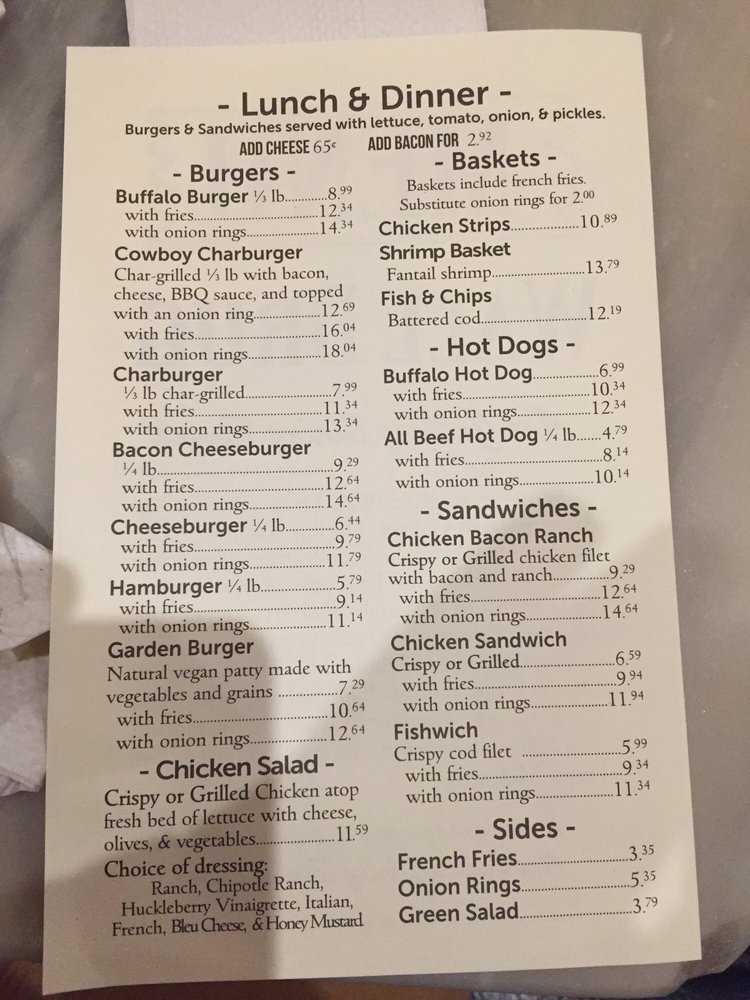 - Lunch & Dinner -
Burgers & Sandwiches served with lettuce, tomato, onion, & pickles.
ADD CHEESE 65¢ ADD BACON FOR 2.92
- Burgers -
Buffalo Burger ⅓ lb.............8.99
with fries...............................12.34
with onion rings..................14.34
Cowboy Charburger
Char-grilled ⅓ lb with bacon,
cheese, BBQ sauce, and topped
with an onion ring....................12.69
with fries...............................16.04
with onion rings..................18.04
Charburger
⅓ lb char-grilled.....................7.99
with fries................................11.34
with onion rings...................13.34
Bacon Cheeseburger
¼ lb...........................................9.29
with fries................................12.64
with onion rings...................14.64
Cheeseburger ¼ lb..............6.44
with fries..................................9.79
with onion rings...................11.79
Hamburger ¼ lb....................5.79
with fries..................................9.14
with onion rings...................11.14
Garden Burger
Natural vegan patty made with
vegetables and grains ...............7.29
with fries..................................10.64
with onion rings...................12.64
- Chicken Salad -
Crispy or Grilled Chicken atop
fresh bed of lettuce with cheese,
olives, & vegetables....................11.59
Choice of dressing:
Ranch, Chipotle Ranch,
Huckleberry Vinaigrette, Italian,
French, Bleu Cheese, & Honey Mustard.
- Baskets -
Baskets include french fries.
Substitute onion rings for 2.00
Chicken Strips...................10.89
Shrimp Basket
Fantail shrimp..........................13.79
Fish & Chips
Battered cod..............................12.19
- Hot Dogs -
Buffalo Hot Dog..................6.99
with fries................................10.34
with onion rings...................12.34
All Beef Hot Dog ¼ lb.......4.79
with fries..................................8.14
with onion rings...................10.14
- Sandwiches -
Chicken Bacon Ranch
Crispy or Grilled chicken filet
with bacon and ranch..............9.29
with fries................................12.64
with onion rings...................14.64
Chicken Sandwich
Crispy or Grilled.......................6.59
with fries..................................9.94
with onion rings...................11.94
Fishwich
Crispy cod filet ........................5.99
with fries..................................9.34
with onion rings...................11.34
- Sides -
French Fries...........................3.35
Onion Rings..........................5.35
Green Salad...........................3.79